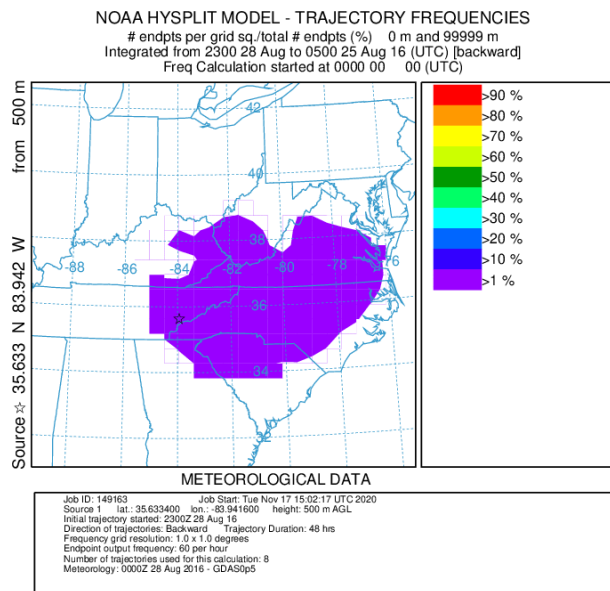 NOAA HYSPLIT MODEL - TRAJECTORY FREQUENCIES
# endpts per grid sq./total # endpts (%) 0 m and 99999 m
Integrated from 2300 28 Aug to 0500 25 Aug 16 (UTC) [backward]
Freq Calculation started at 0000 00 00 (UTC)
Source ☆ 35.633 N 83.942 W from 500 m
42
40
38
-88
-86
-84
-82
-80
-78
-76
36
34
32
>90 %
>80 %
>70 %
>60 %
>50 %
>40 %
>30 %
>20 %
>10 %
>1 %
METEOROLOGICAL DATA
Job ID: 149163 Job Start: Tue Nov 17 15:02:17 UTC 2020
Source 1 lat.: 35.633400 lon.: -83.941600 height: 500 m AGL
Initial trajectory started: 2300Z 28 Aug 16
Direction of trajectories: Backward Trajectory Duration: 48 hrs
Frequency grid resolution: 1.0 x 1.0 degrees
Endpoint output frequency: 60 per hour
Number of trajectories used for this calculation: 8
Meteorology: 0000Z 28 Aug 2016 - GDAS0p5